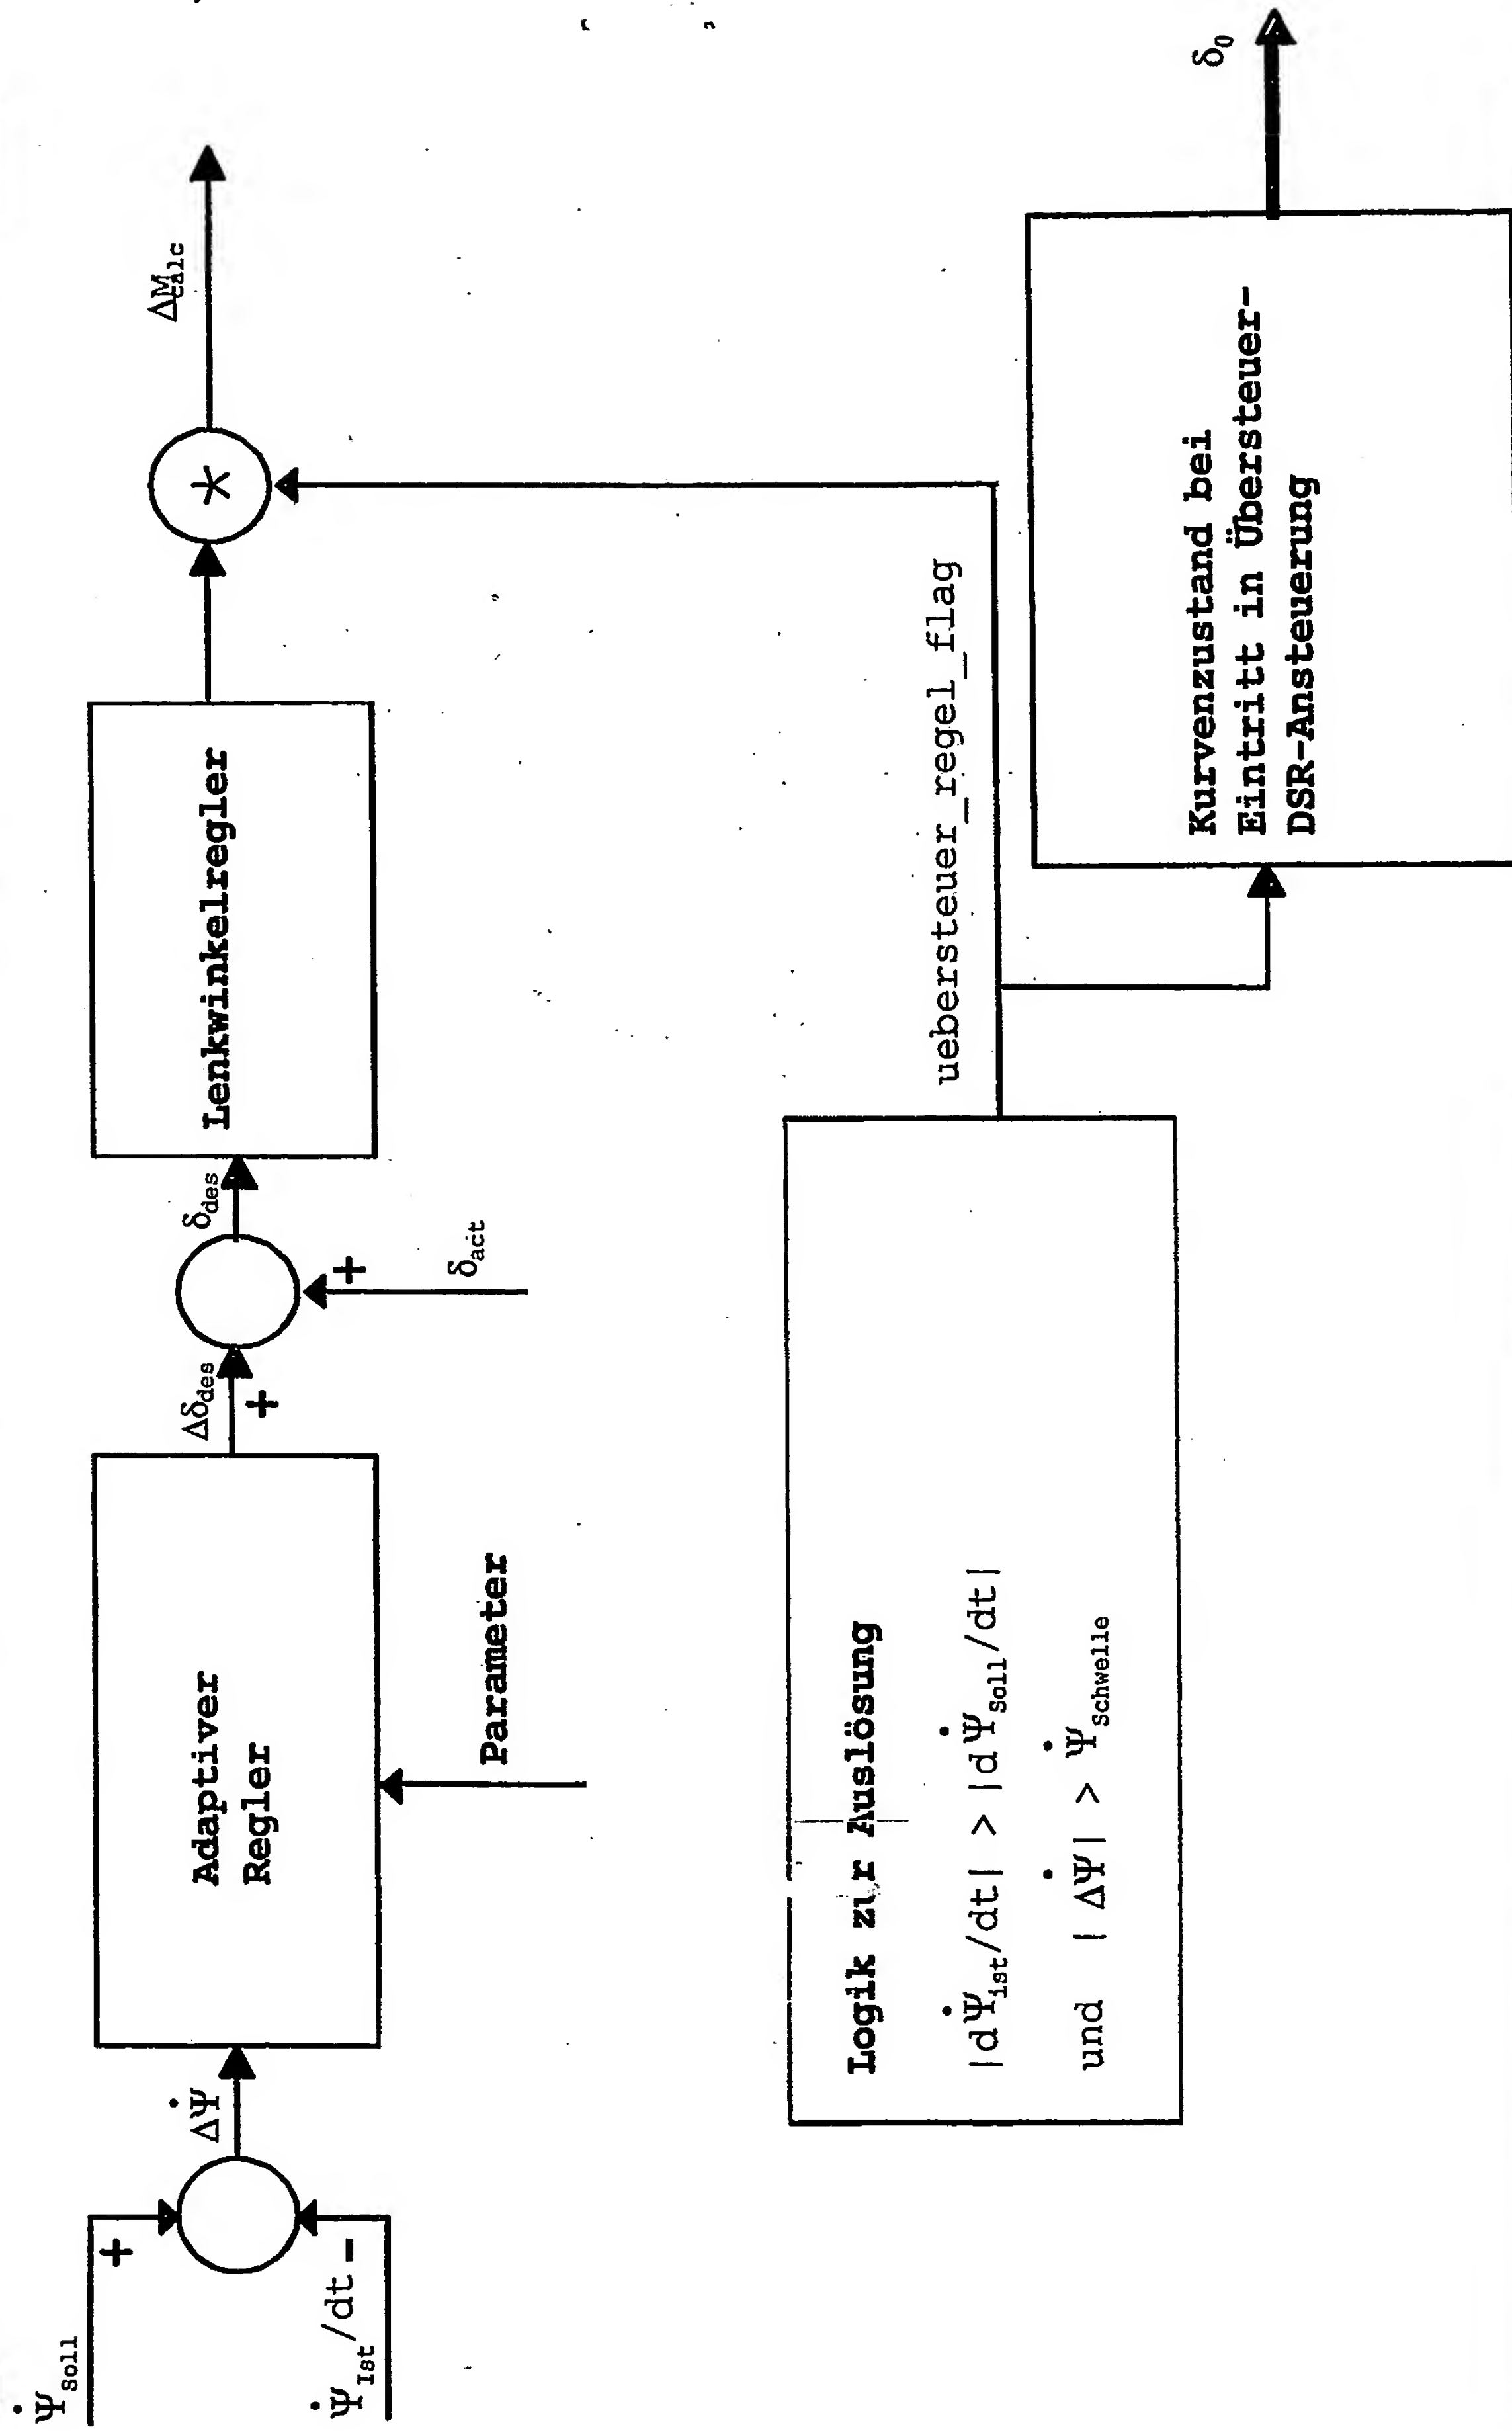 Ψ̇Soll
+
Ψ̇Ist/dt
-
ΔΨ̇
Adaptiver
Regler
Parameter
Δδdes
+
δact
+
δdes
Lenkwinkelregler
*
ΔMcalc
Logik zur Auslösung
|dΨ̇ist/dt| > |dΨ̇Soll/dt|
und | ΔΨ̇| > Ψ̇Schwelle
uebersteuer_regel_flag
Kurvenzustand bei
Eintritt in Übersteuer-
DSR-Ansteuerung
δ0